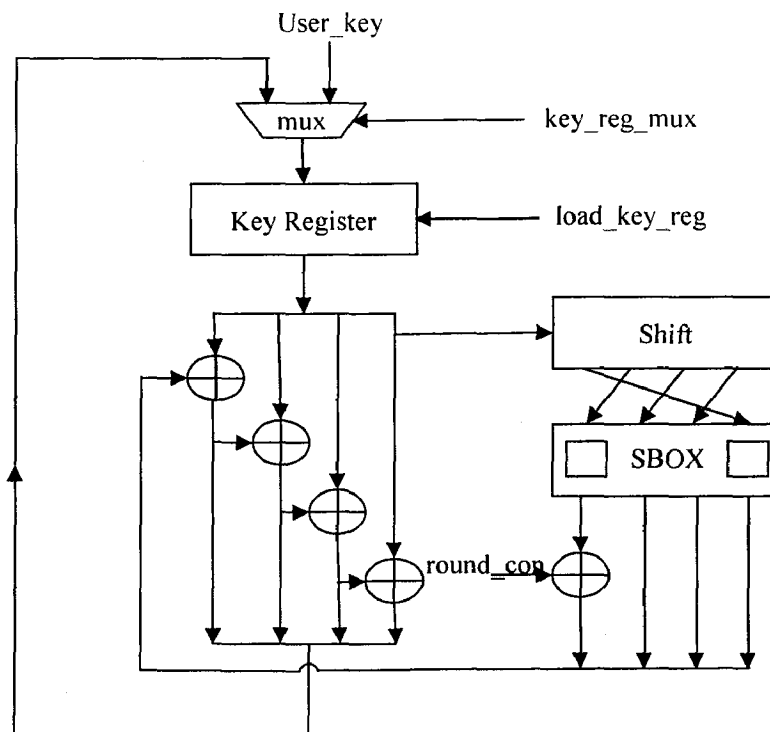 User_key
mux
key_reg_mux
Key Register
load_key_reg
Shift
SBOX
round_con